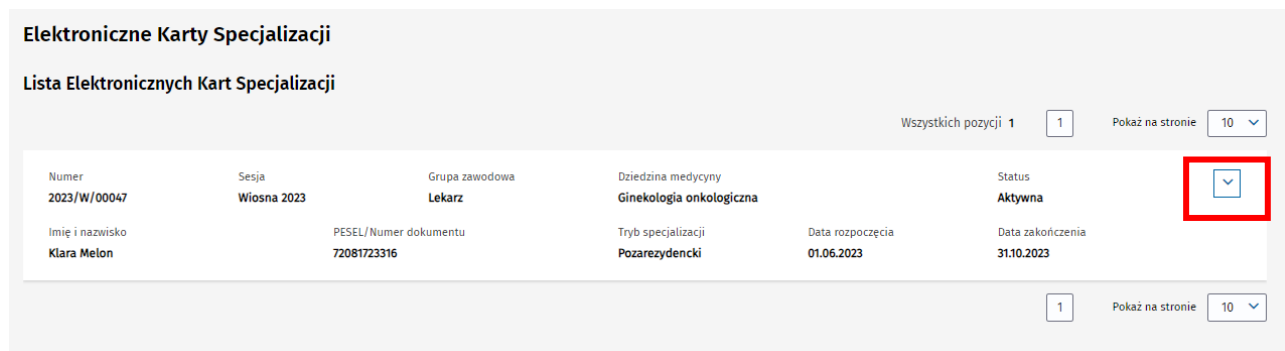 Elektroniczne Karty Specjalizacji
Lista Elektronicznych Kart Specjalizacji
Wszystkich pozycji 1 1 Pokaż na stronie 10
Numer Sesja Grupa zawodowa Dziedzina medycyny Status
2023/W/00047 Wiosna 2023 Lekarz Ginekologia onkologiczna Aktywna
Imię i nazwisko PESEL/Numer dokumentu Tryb specjalizacji Data rozpoczęcia Data zakończenia
Klara Melon 72081723316 Pozarezydencki 01.06.2023 31.10.2023
1 Pokaż na stronie 10